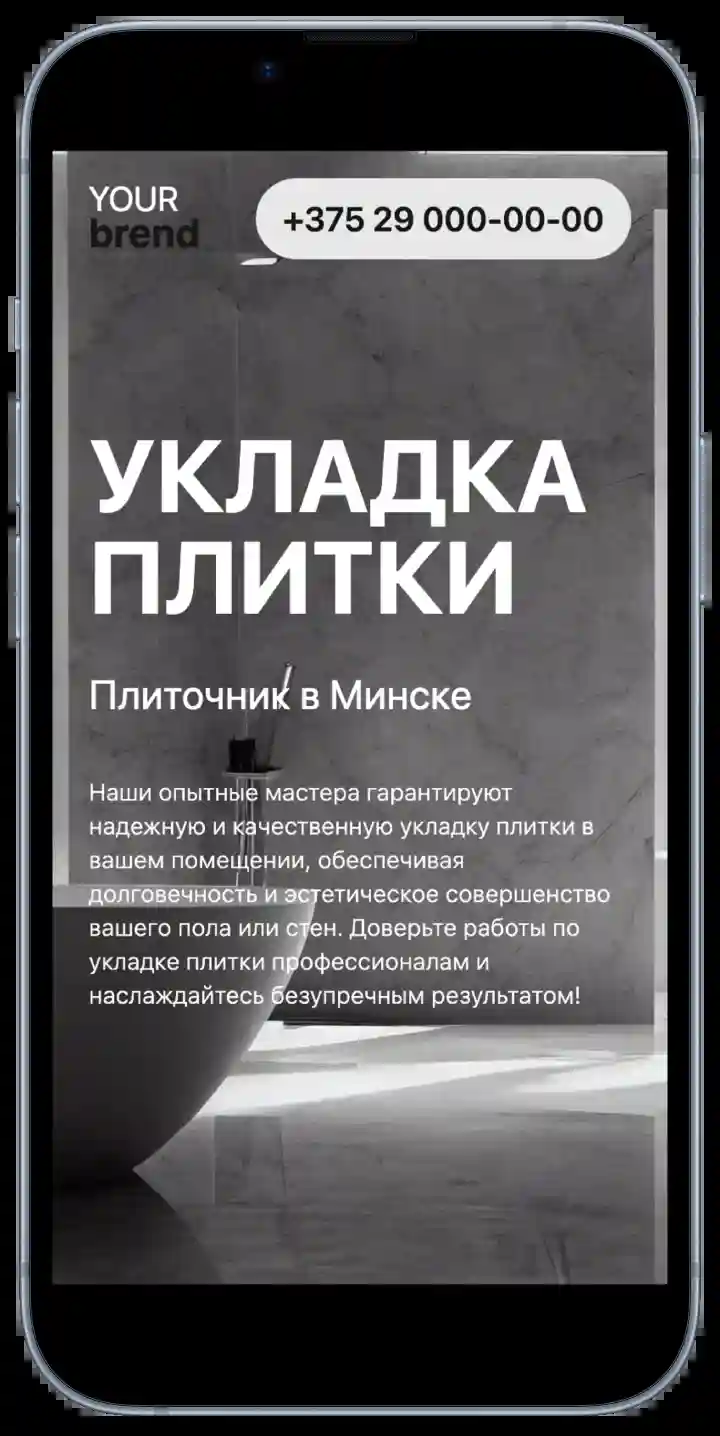 YOUR
brend
+375 29 000-00-00
УКЛАДКА
ПЛИТКИ
Плиточник в Минске
Наши опытные мастера гарантируют
надежную и качественную укладку плитки в
вашем помещении, обеспечивая
долговечность и эстетическое совершенство
вашего пола или стен. Доверьте работы по
укладке плитки профессионалам и
наслаждайтесь безупречным результатом!